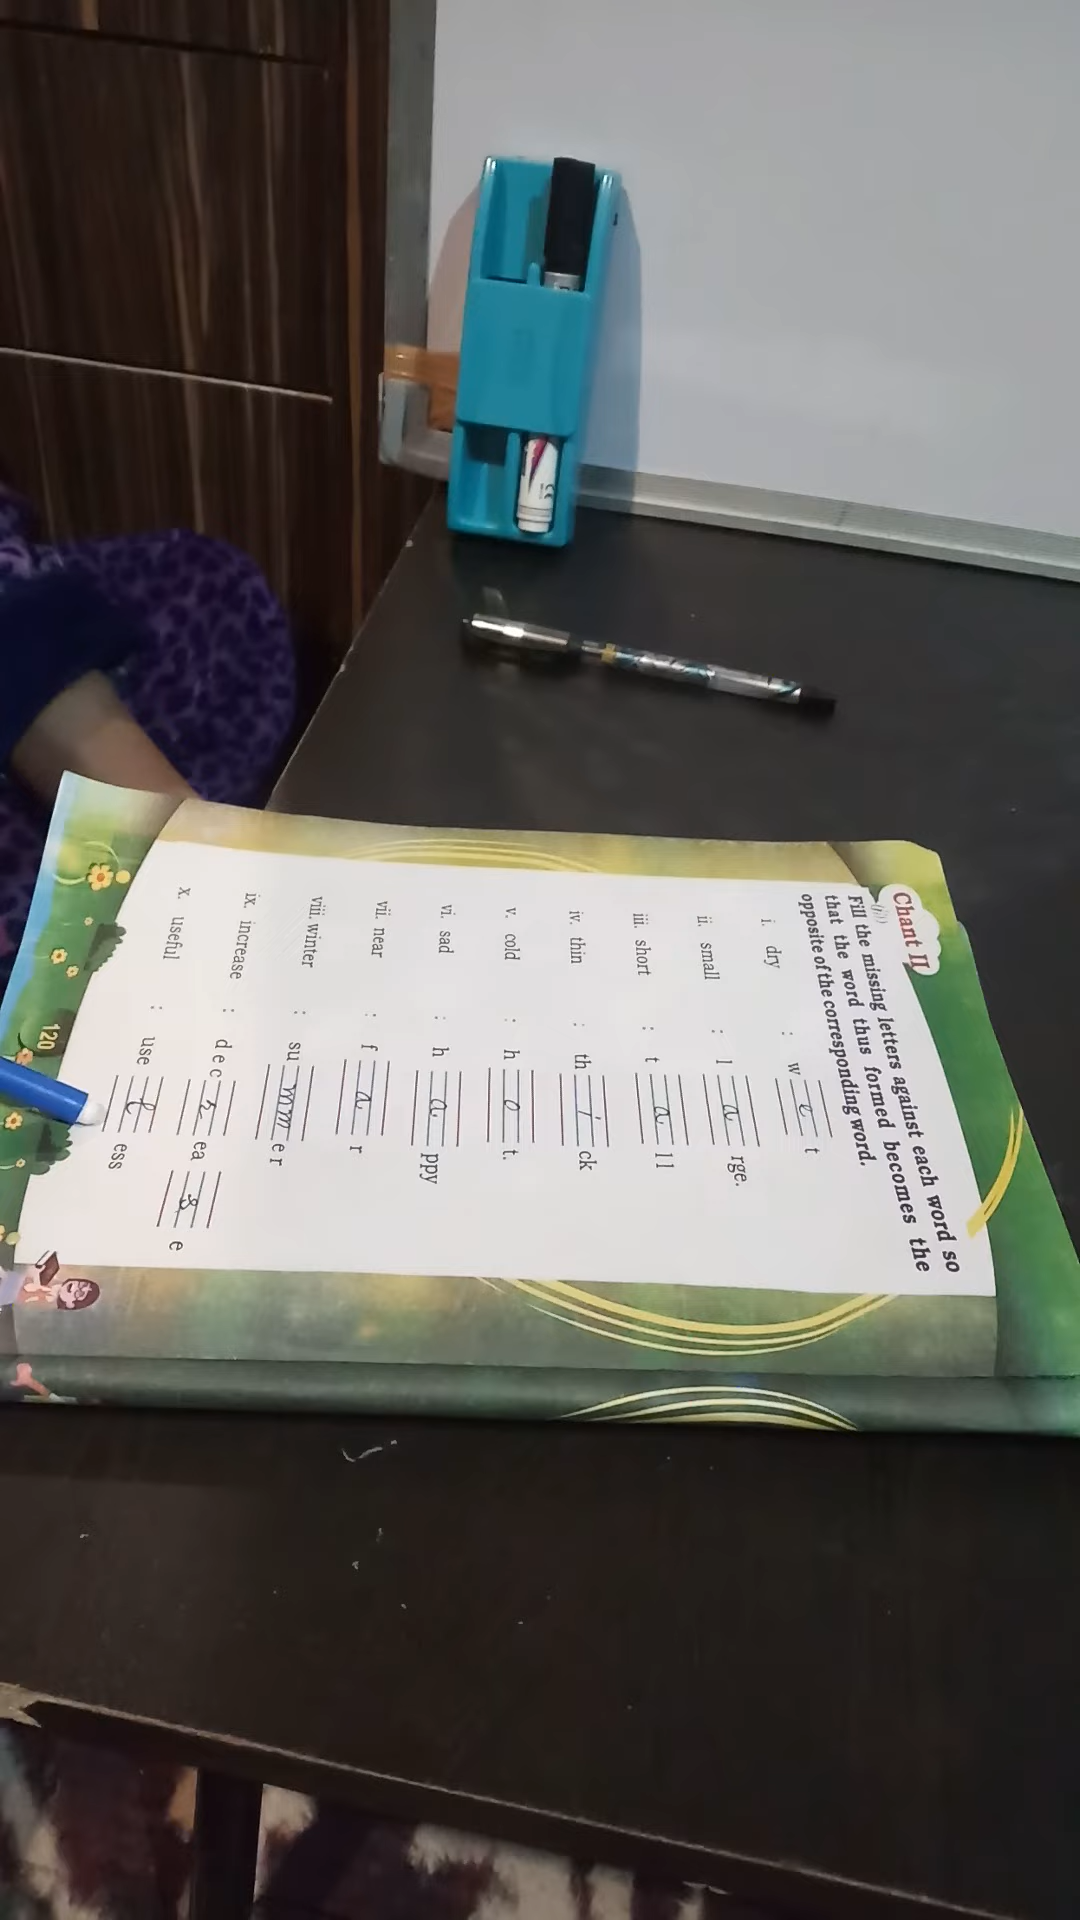 Chant II
Fill the missing letters against each word so
that the word thus formed becomes the
opposite of the corresponding word.
i. dry : w e t
ii. small : l a rge.
iii. short : t a ll
iv. thin : th i ck
v. cold : h o t.
vi. sad : h a ppy
vii. near : f a r
viii. winter : su mm er
ix. increase : dec r ea s e
x. useful : use l ess
120